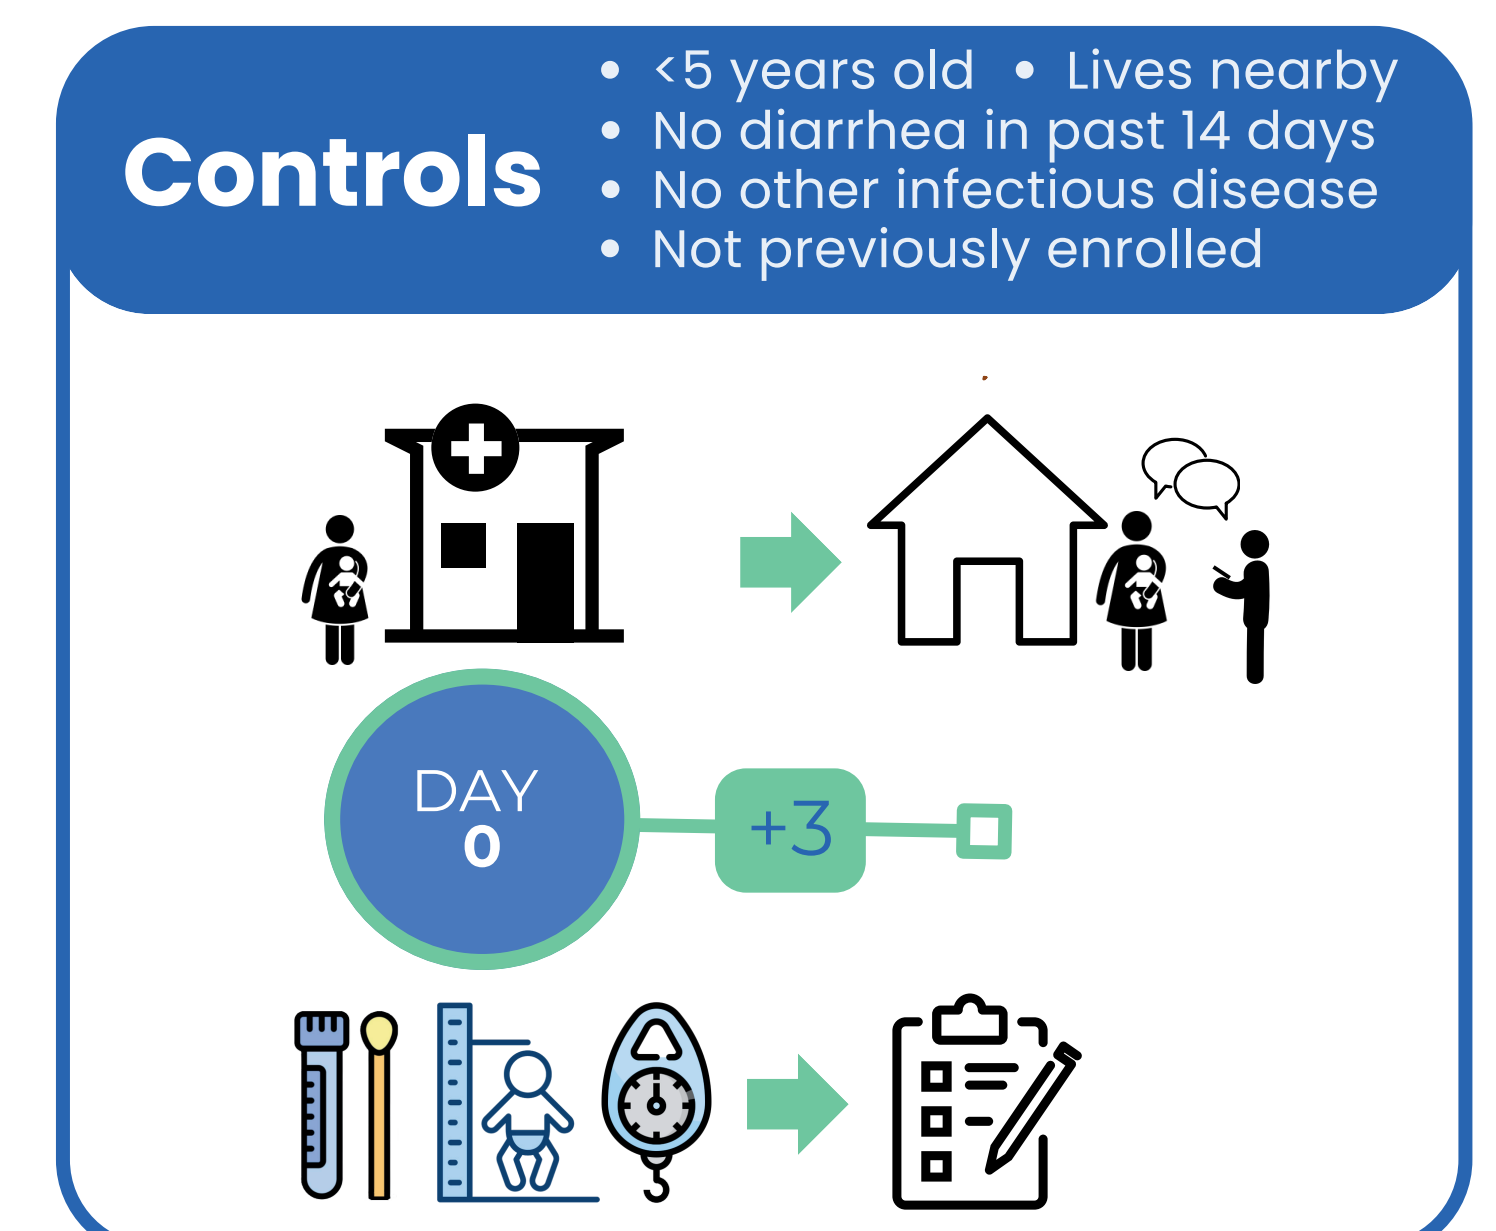 Controls
• <5 years old • Lives nearby
• No diarrhea in past 14 days
• No other infectious disease
• Not previously enrolled
DAY
0
+3